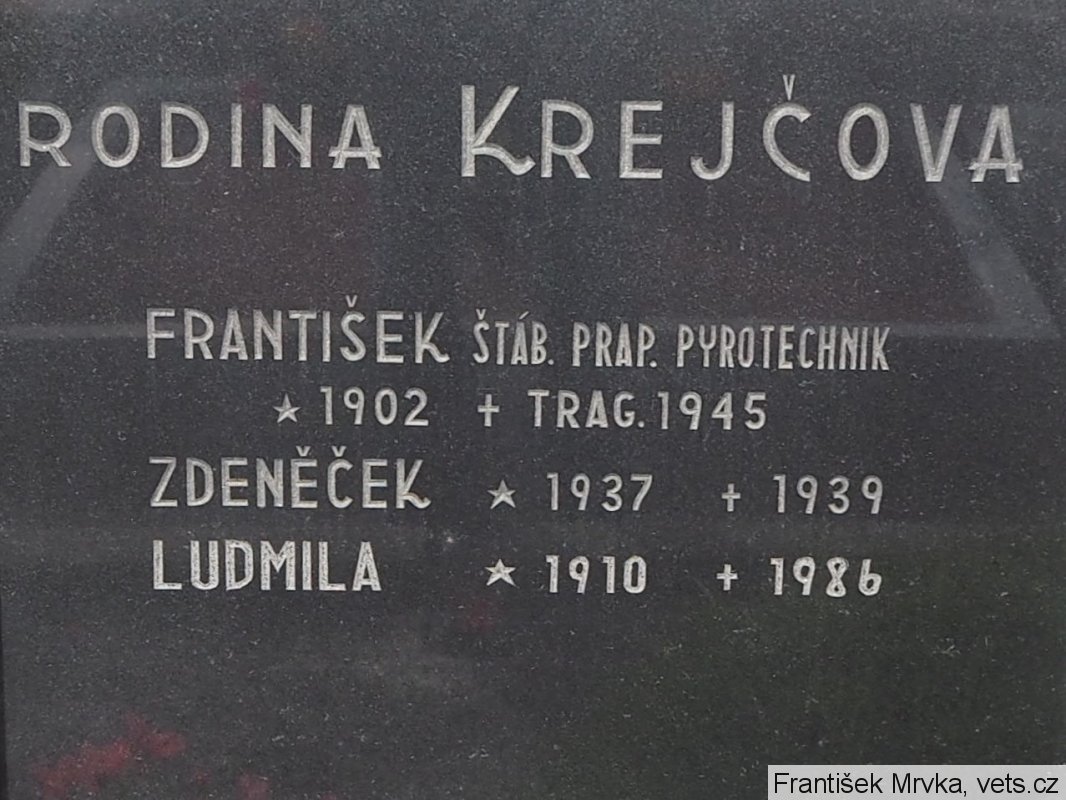 RODINA KREJČOVA
FRANTIŠEK ŠTÁB. PRAP. PYROTECHNIK
★ 1902 + TRAG. 1945
ZDENĚČEK ★ 1937 + 1939
LUDMILA ★ 1910 + 1986
František Mrvka, vets.cz